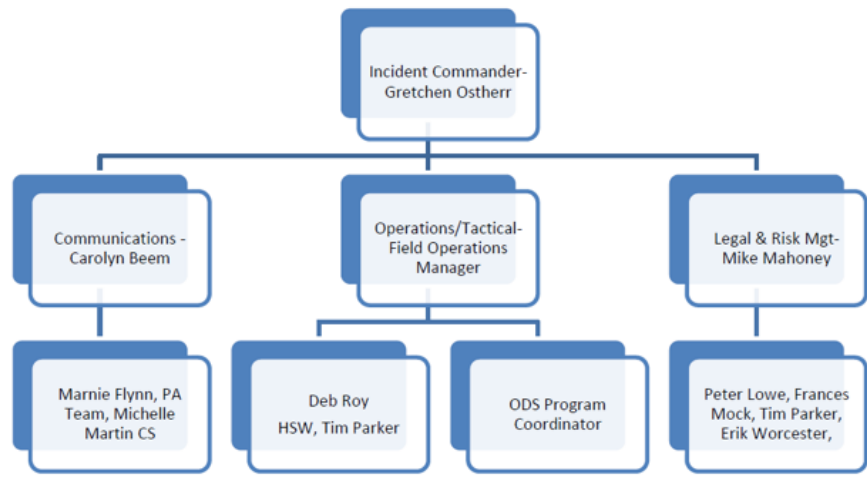 Incident Commander-
Gretchen Ostherr
Communications -
Carolyn Beem
Operations/Tactical-
Field Operations
Manager
Legal & Risk Mgt-
Mike Mahoney
Marnie Flynn, PA
Team, Michelle
Martin CS
Deb Roy
HSW, Tim Parker
ODS Program
Coordinator
Peter Lowe, Frances
Mock, Tim Parker,
Erik Worcester,